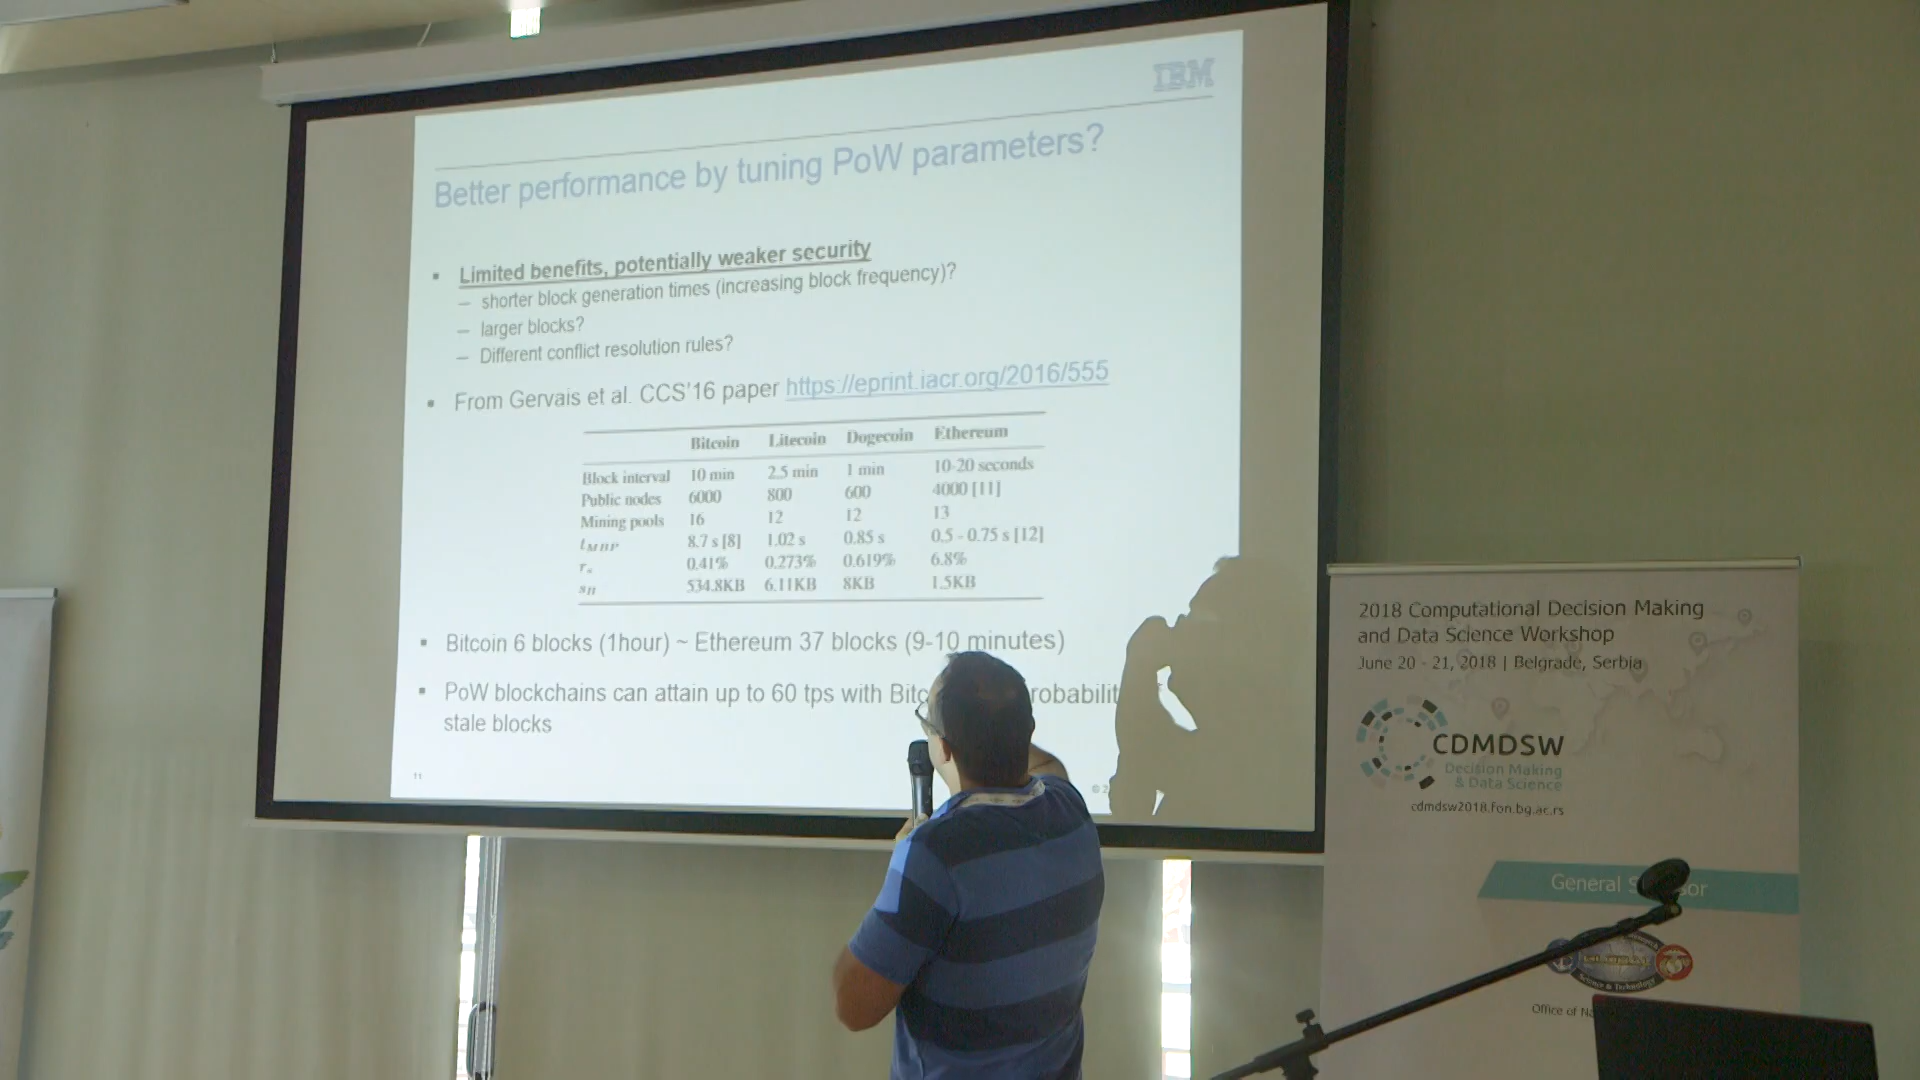 IBM
Better performance by tuning PoW parameters?
▪ Limited benefits, potentially weaker security
– shorter block generation times (increasing block frequency)?
– larger blocks?
– Different conflict resolution rules?
▪ From Gervais et al. CCS'16 paper https://eprint.iacr.org/2016/555
Bitcoin Litecoin Dogecoin Ethereum
Block interval 10 min 2.5 min 1 min 10-20 seconds
Public nodes 6000 800 600 4000 [11]
Mining pools 16 12 12 13
tMBP 8.7 s [8] 1.02 s 0.85 s 0.5 - 0.75 s [12]
rs 0.41% 0.273% 0.619% 6.8%
sB 534.8KB 6.11KB 8KB 1.5KB
▪ Bitcoin 6 blocks (1hour) ~ Ethereum 37 blocks (9-10 minutes)
▪ PoW blockchains can attain up to 60 tps with
stale blocks
11
2018 Computational Decision Making
and Data Science Workshop
June 20 - 21, 2018 | Belgrade, Serbia
CDMDSW
Decision Making
& Data Science
cdmdsw2018.fon.bg.ac.rs
General
Science & Technology
Office of